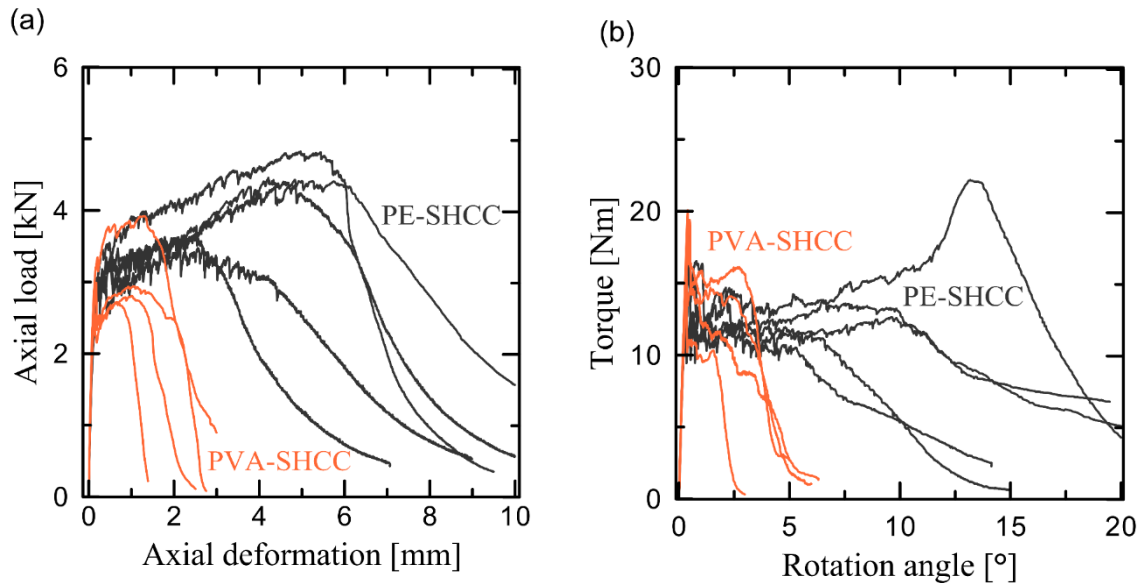 (a)
6
4
2
0
Axial load [kN]
PE-SHCC
PVA-SHCC
0 2 4 6 8 10
Axial deformation [mm]
(b)
30
20
10
0
Torque [Nm]
PVA-SHCC
PE-SHCC
0 5 10 15 20
Rotation angle [°]